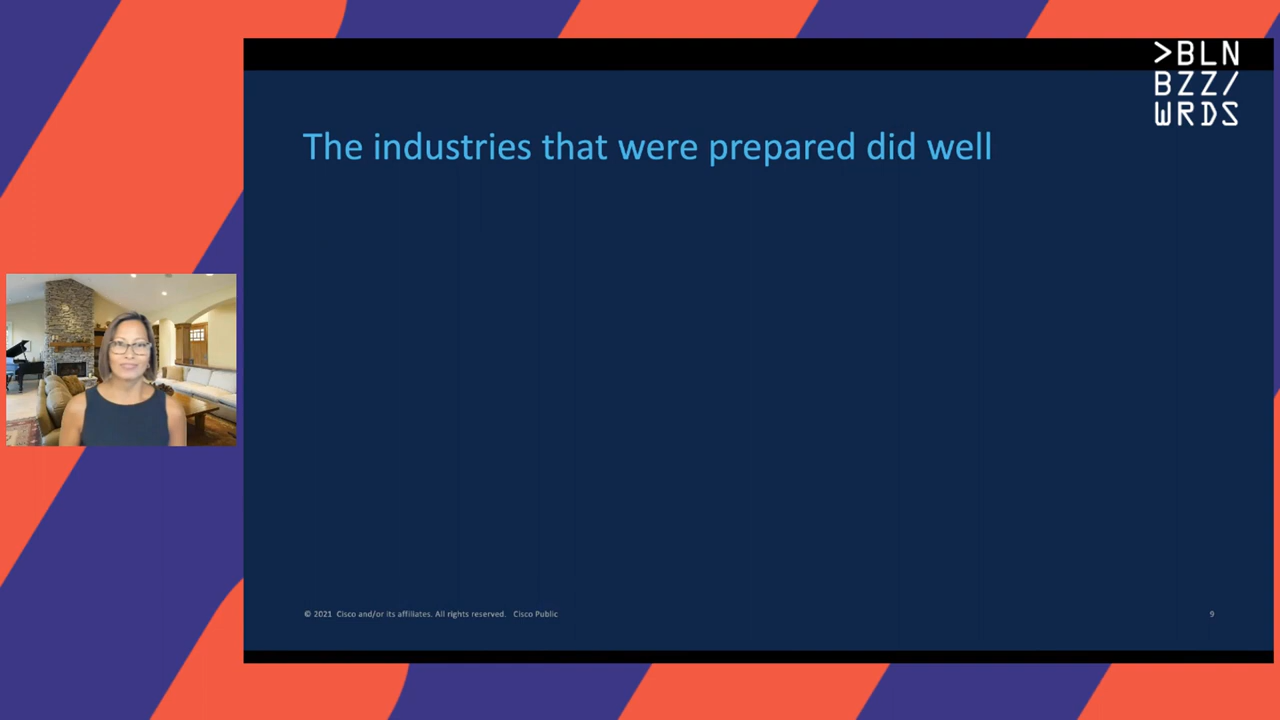 >BLN
BZZ/
WRDS
The industries that were prepared did well
© 2021 Cisco and/or its affiliates. All rights reserved. Cisco Public
9